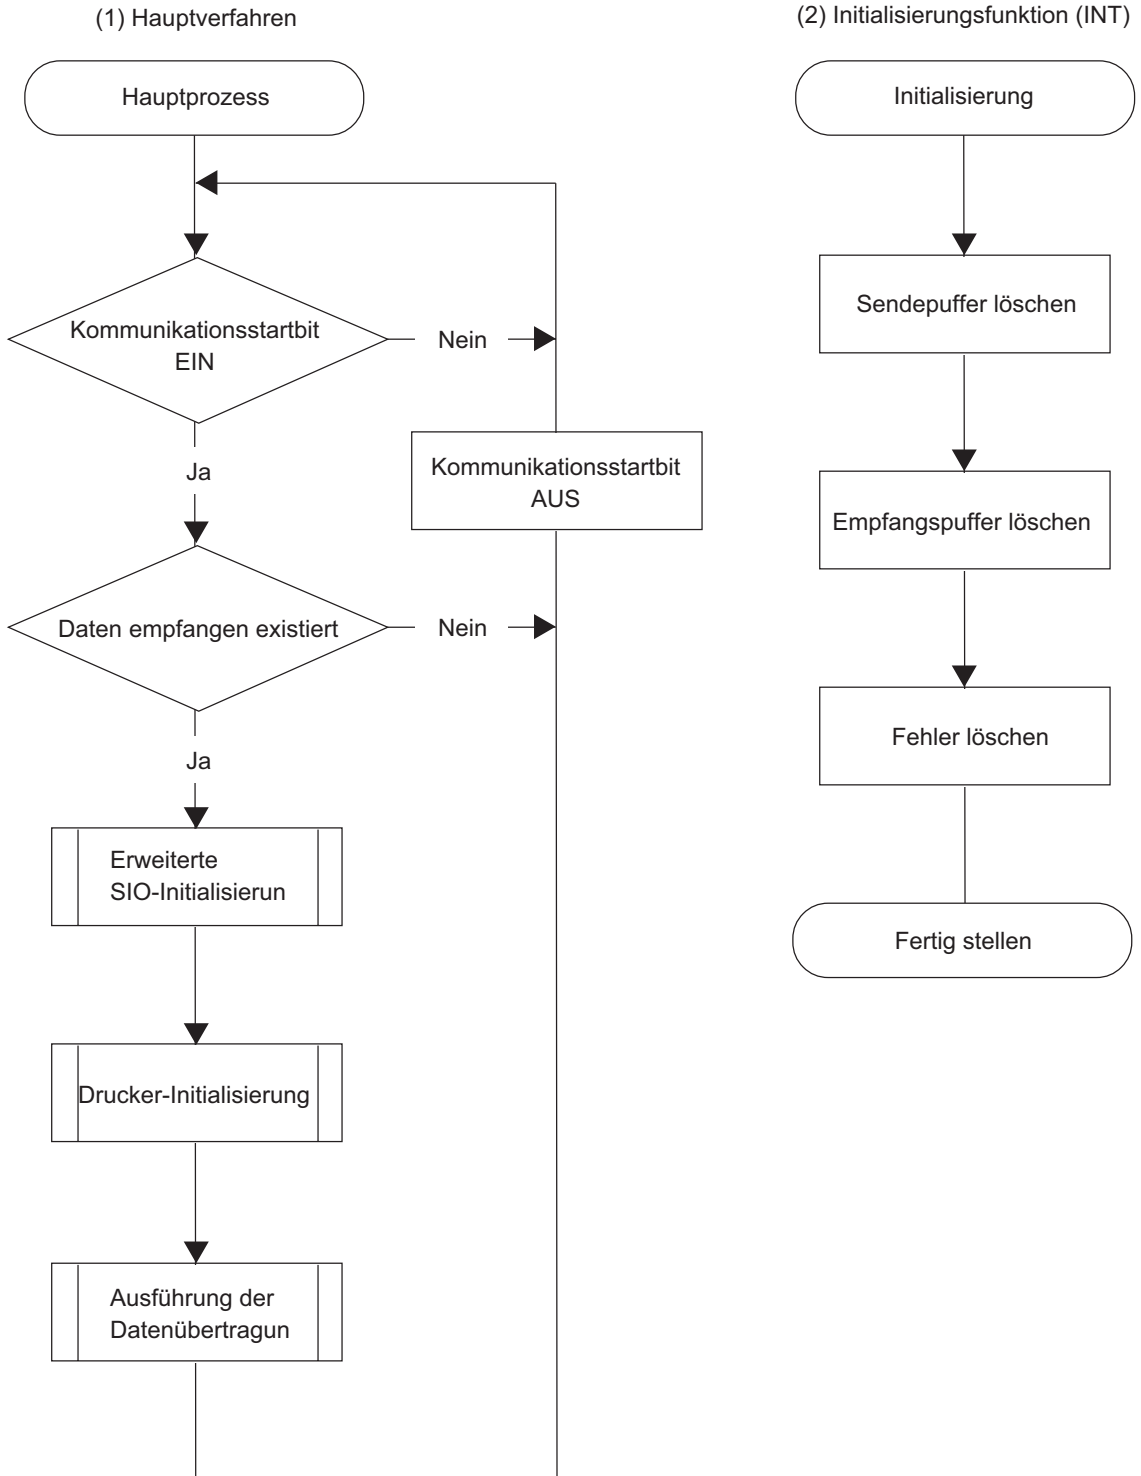 (1) Hauptverfahren
Hauptprozess
Kommunikationsstartbit
EIN
Nein
Ja
Kommunikationsstartbit
AUS
Daten empfangen existiert
Nein
Ja
Erweiterte
SIO-Initialisierun
Drucker-Initialisierung
Ausführung der
Datenübertragun
(2) Initialisierungsfunktion (INT)
Initialisierung
Sendepuffer löschen
Empfangspuffer löschen
Fehler löschen
Fertig stellen